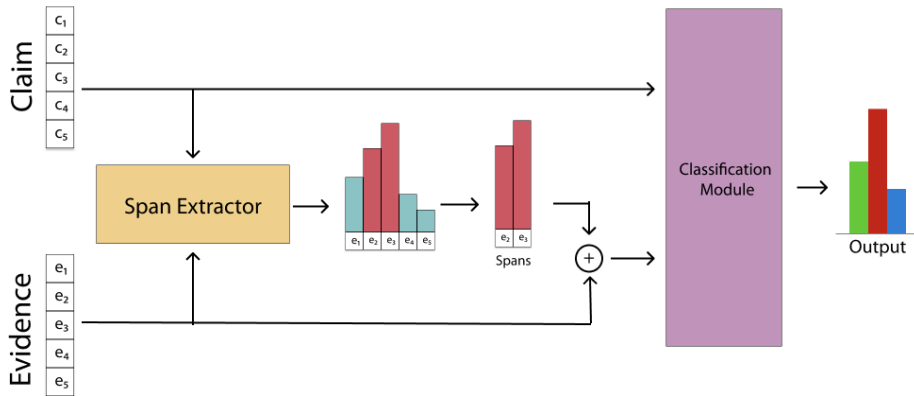 Claim
c₁
c₂
c₃
c₄
c₅
Span Extractor
e₁ e₂ e₃ e₄ e₅
e₂ e₃
Spans
+
Classification
Module
Output
Evidence
e₁
e₂
e₃
e₄
e₅